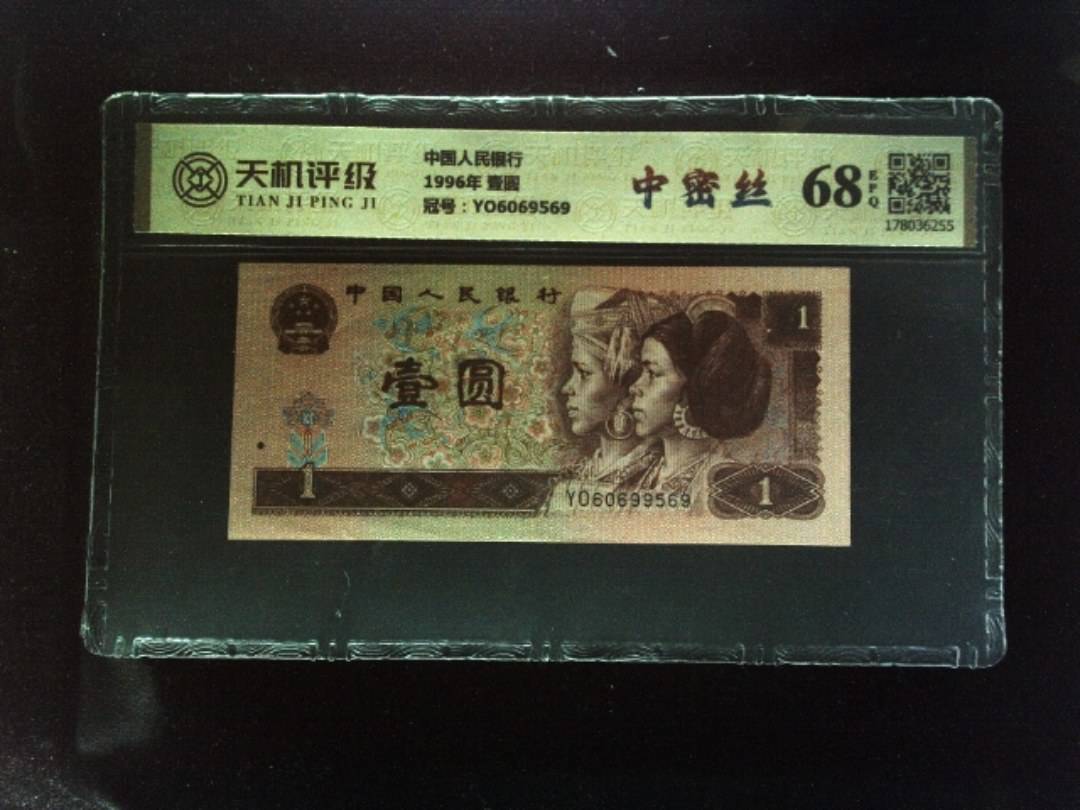 天机评级
TIAN JI PING JI
中国人民银行
1996年 壹圆
冠号：YO6069569
中密丝
68
EPQ
178036255
中国人民银行
1
壹圆
1
YO60699569
1